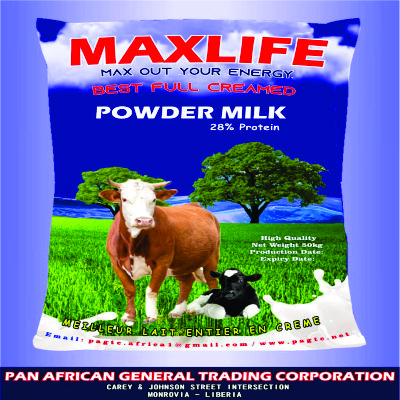 MAXLIFE
MAX OUT YOUR ENERGY.
BEST FULL CREAMED
POWDER MILK
28% Protein
High Quality
Net Weight 50kg
Production Date:
Expiry Date:
MEILLEUR LAIT ENTIER EN CREME
Email: pagtc.africa1@gmail.com / www.pagtc.net
PAN AFRICAN GENERAL TRADING CORPORATION
CAREY & JOHNSON STREET INTERSECTION
MONROVIA - LIBERIA